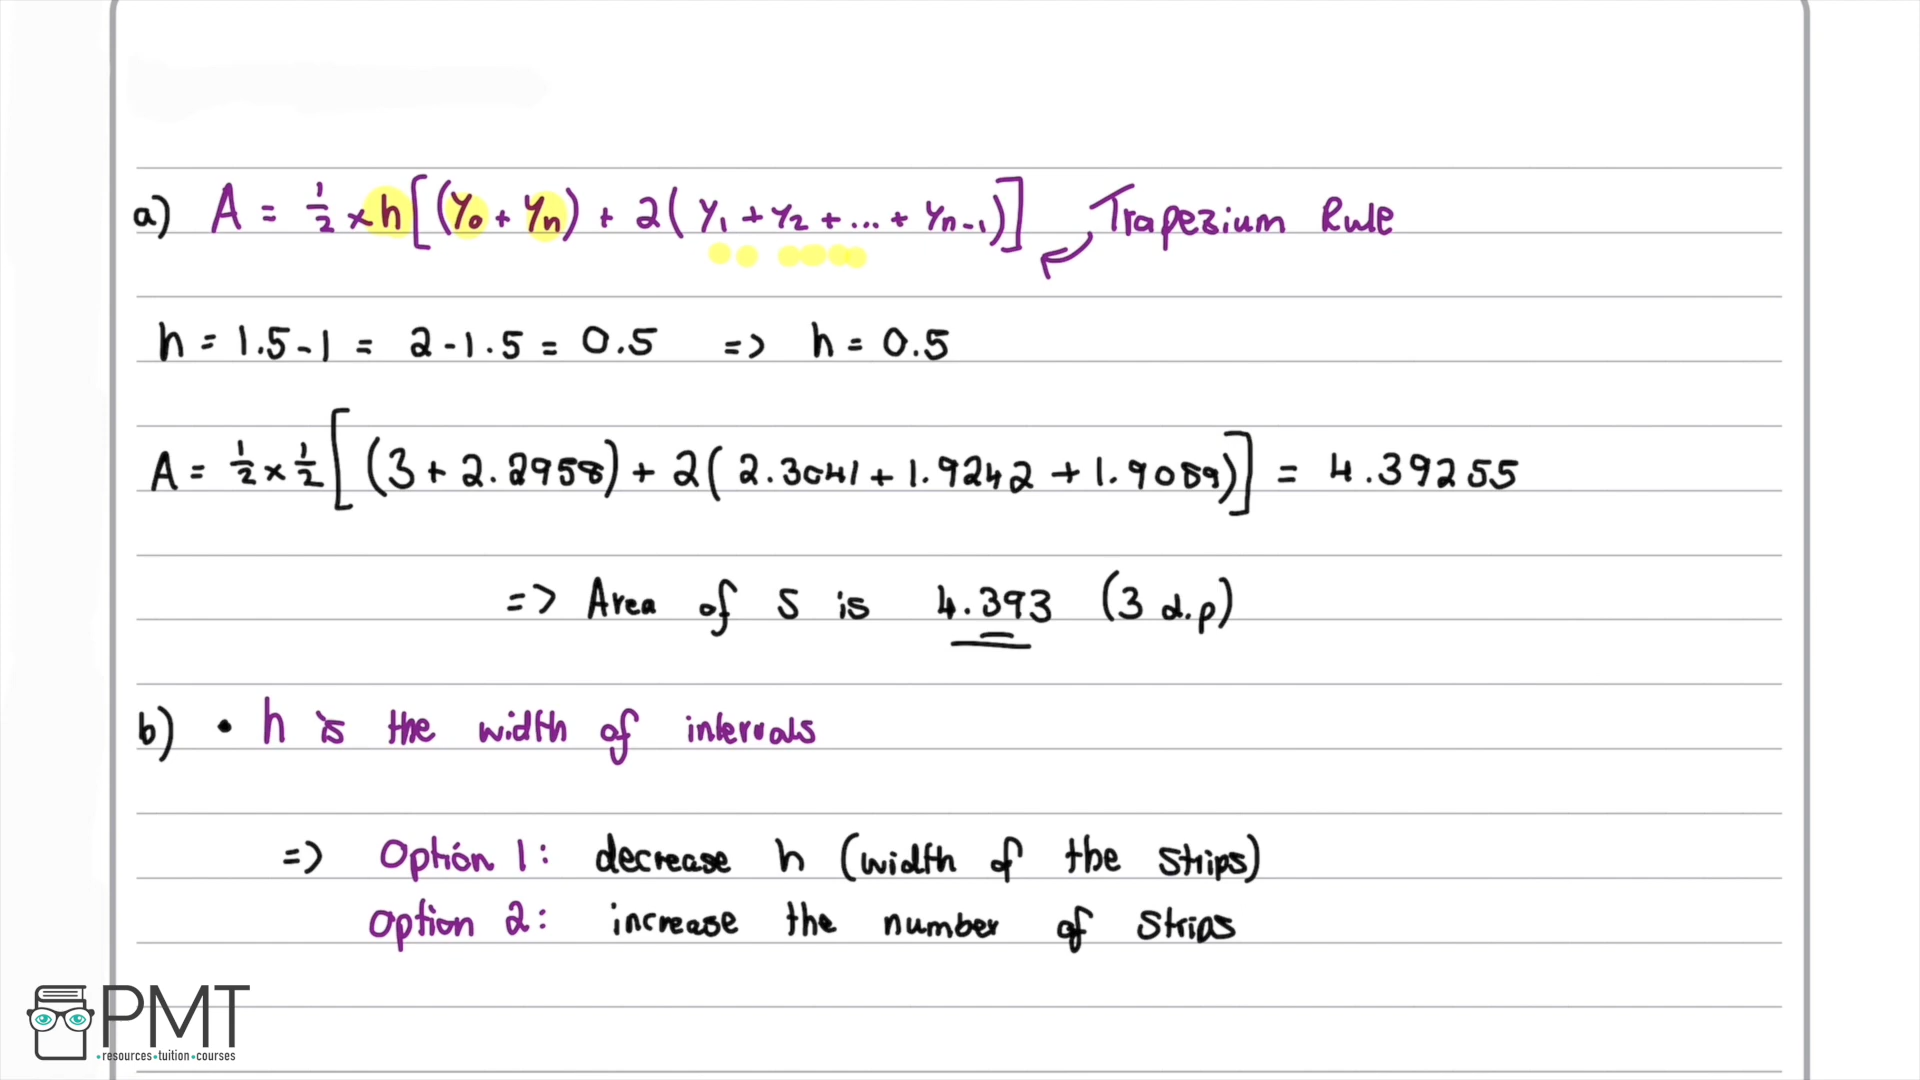 a) A = ½ × h [(y₀ + yₙ) + 2(y₁ + y₂ + ... + yₙ₋₁)] Trapezium Rule
h = 1.5 - 1 = 2 - 1.5 = 0.5 => h = 0.5
A = ½ × ½ [(3 + 2.2958) + 2(2.3041 + 1.9242 + 1.9089)] = 4.39255
=> Area of S is 4.393 (3 d.p)
b) • h is the width of intervals
=> Option 1: decrease h (width of the strips)
Option 2: increase the number of strips
PMT
•resources•tuition•courses